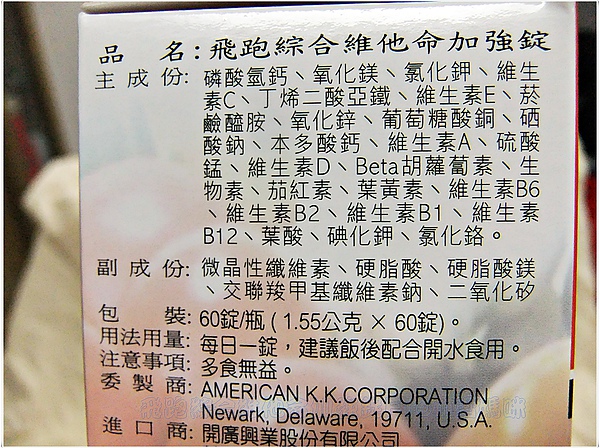 品　名:飛跑綜合維他命加強錠
主成份:磷酸氫鈣、氧化鎂、氯化鉀、維生
素C、丁烯二酸亞鐵、維生素E、菸
鹼醯胺、氧化鋅、葡萄糖酸銅、硒
酸鈉、本多酸鈣、維生素A、硫酸
錳、維生素D、Beta胡蘿蔔素、生
物素、茄紅素、葉黃素、維生素B6
、維生素B2、維生素B1、維生素
B12、葉酸、碘化鉀、氯化鉻。
副成份:微晶性纖維素、硬脂酸、硬脂酸鎂
、交聯羧甲基纖維素鈉、二氧化矽
包　裝:60錠/瓶(1.55公克 × 60錠)。
用法用量:每日一錠，建議飯後配合開水食用。
注意事項:多食無益。
委製商:AMERICAN K.K.CORPORATION
Newark, Delaware, 19711, U.S.A.
進口商:開廣興業股份有限公司